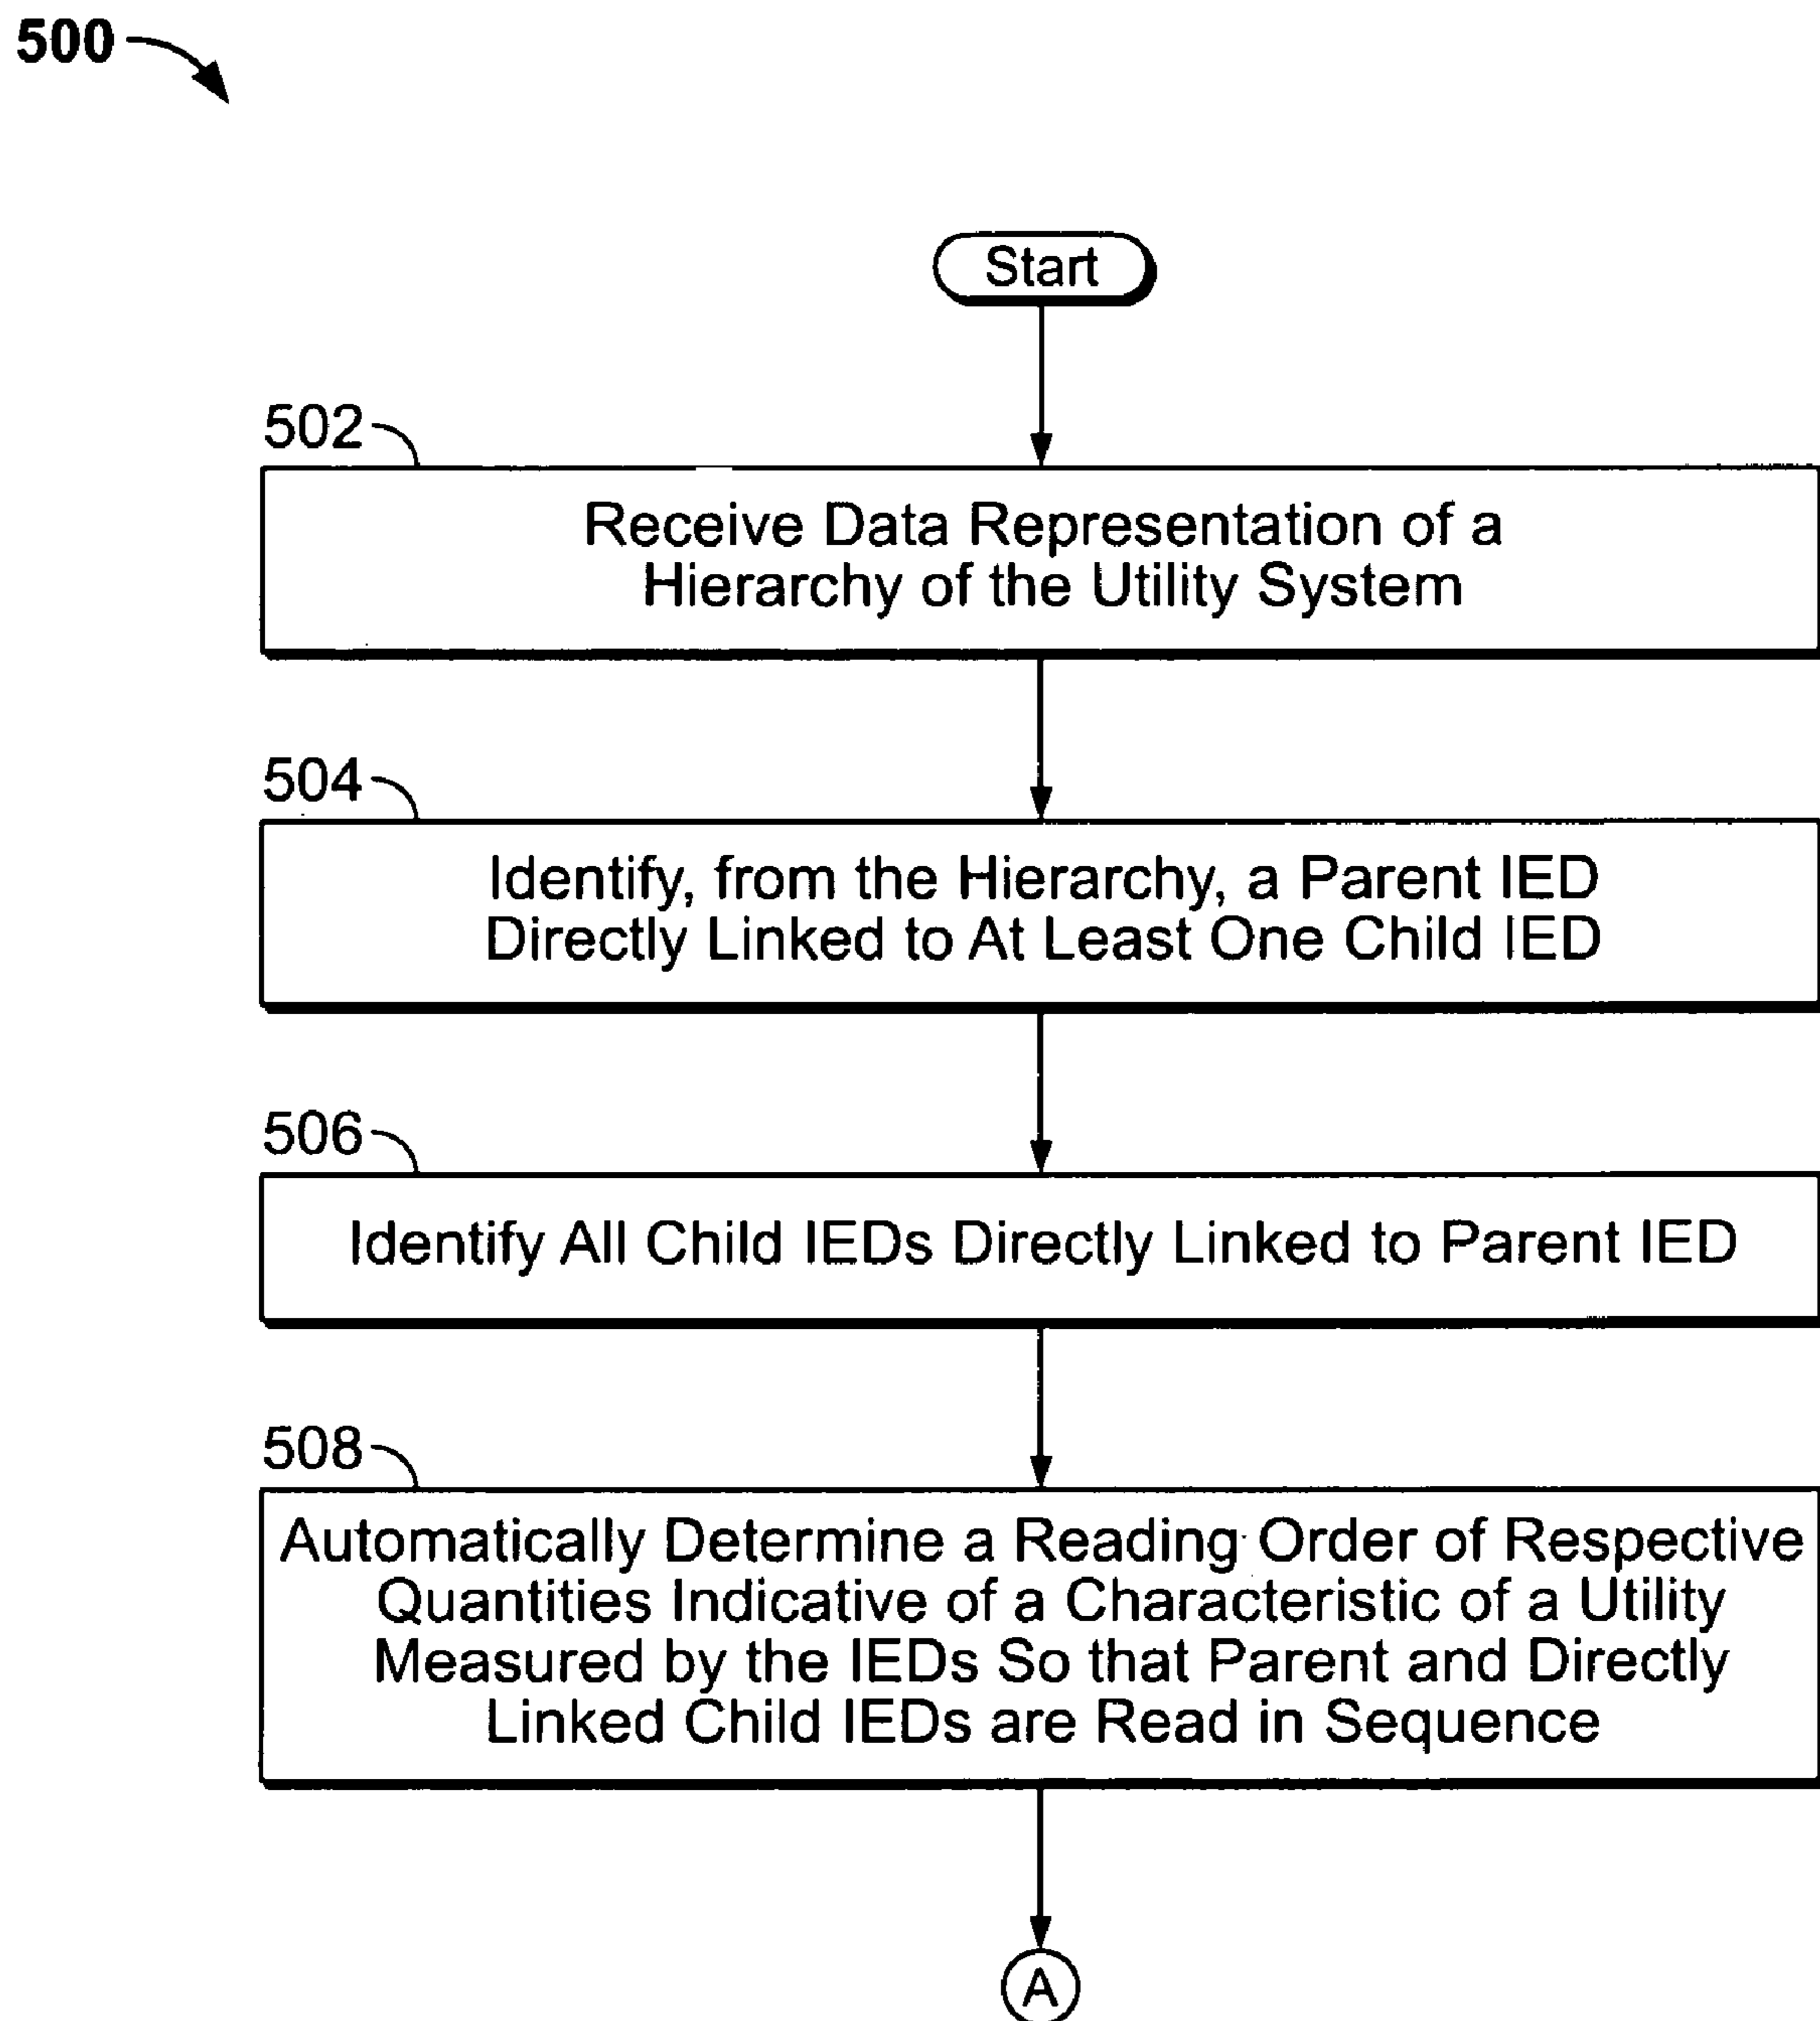 500
Start
502
Receive Data Representation of a
Hierarchy of the Utility System
504
Identify, from the Hierarchy, a Parent IED
Directly Linked to At Least One Child IED
506
Identify All Child IEDs Directly Linked to Parent IED
508
Automatically Determine a Reading Order of Respective
Quantities Indicative of a Characteristic of a Utility
Measured by the IEDs So that Parent and Directly
Linked Child IEDs are Read in Sequence
A